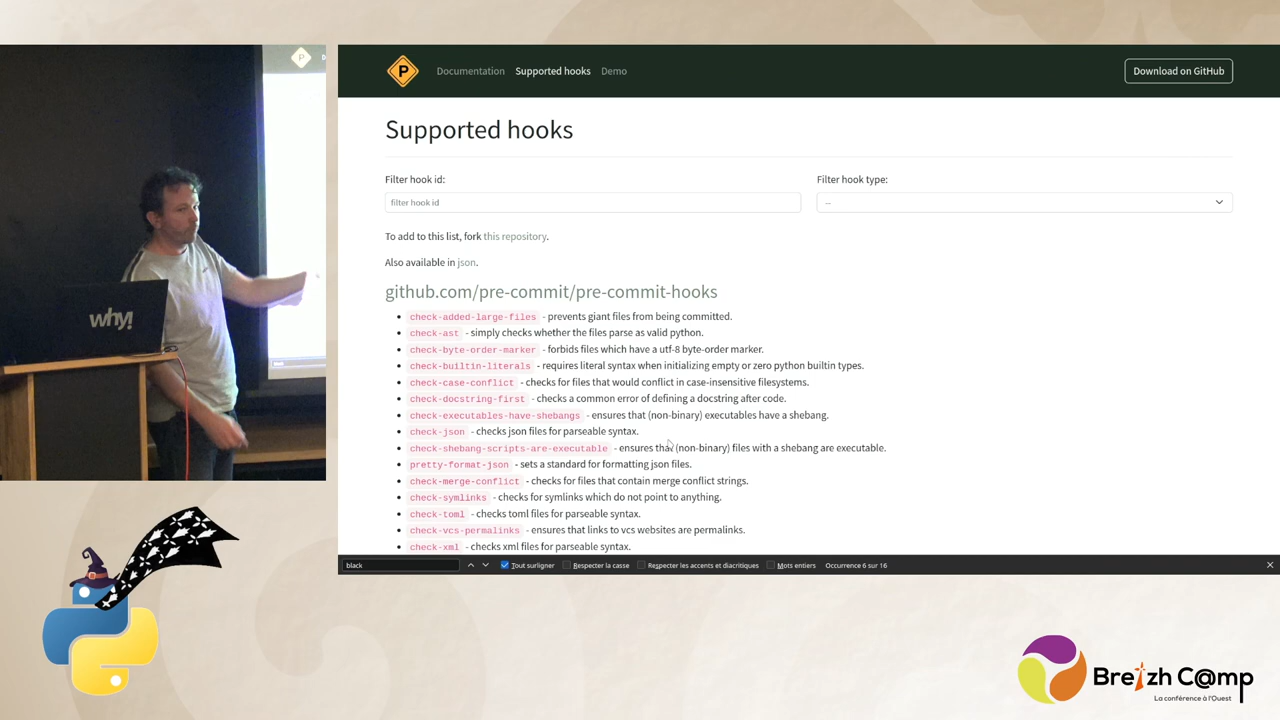 P
why!
P
Documentation
Supported hooks
Demo
Download on GitHub
Supported hooks
Filter hook id:
Filter hook type:
filter hook id
--
To add to this list, fork this repository.
Also available in json.
github.com/pre-commit/pre-commit-hooks
check-added-large-files - prevents giant files from being committed.
check-ast - simply checks whether the files parse as valid python.
check-byte-order-marker - forbids files which have a utf-8 byte-order marker.
check-builtin-literals - requires literal syntax when initializing empty or zero python builtin types.
check-case-conflict - checks for files that would conflict in case-insensitive filesystems.
check-docstring-first - checks a common error of defining a docstring after code.
check-executables-have-shebangs - ensures that (non-binary) executables have a shebang.
check-json - checks json files for parseable syntax.
check-shebang-scripts-are-executable - ensures that (non-binary) files with a shebang are executable.
pretty-format-json - sets a standard for formatting json files.
check-merge-conflict - checks for files that contain merge conflict strings.
check-symlinks - checks for symlinks which do not point to anything.
check-toml - checks toml files for parseable syntax.
check-vcs-permalinks - ensures that links to vcs websites are permalinks.
check-xml - checks xml files for parseable syntax.
black
Tout surligner
Respecter la casse
Respecter les accents et diacritiques
Mots entiers
Occurrence 6 sur 16
Breizh C@mp
La conférence à l'Ouest